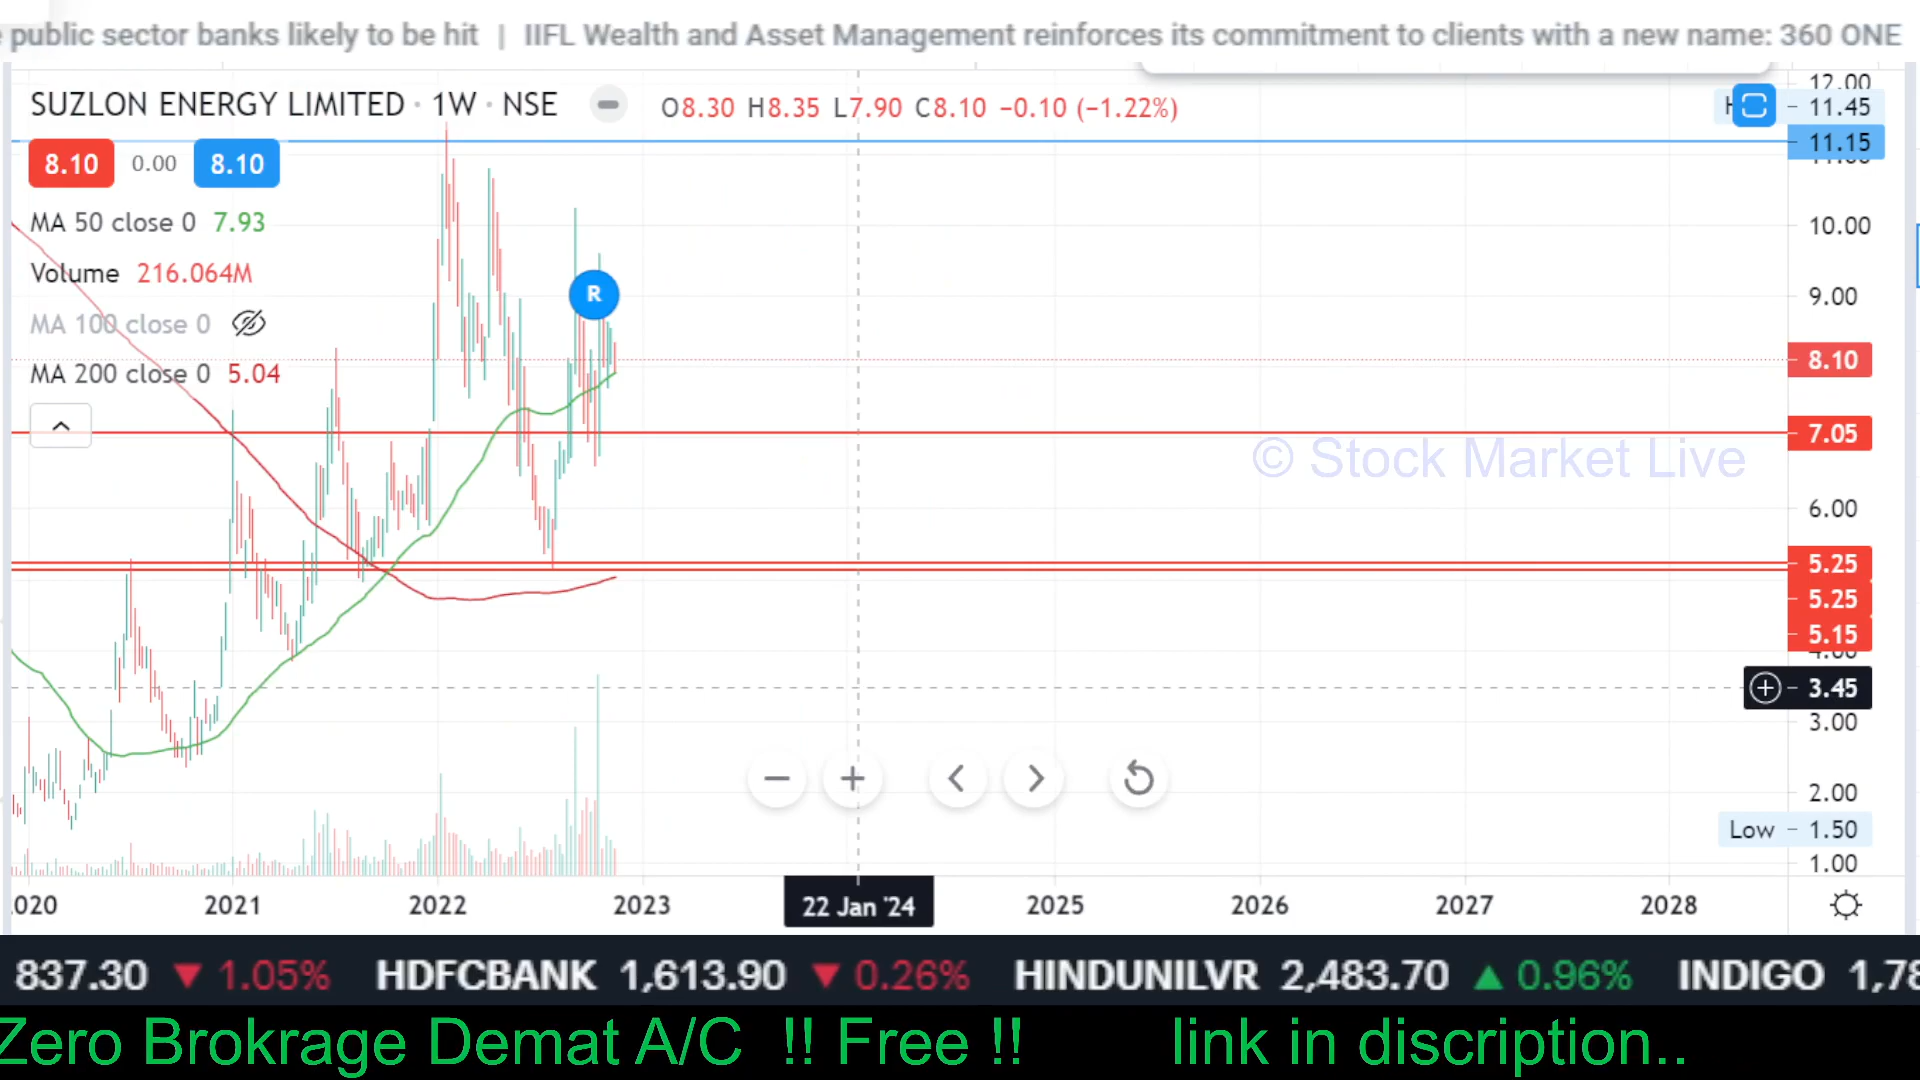 public sector banks likely to be hit | IIFL Wealth and Asset Management reinforces its commitment to clients with a new name: 360 ONE
SUZLON ENERGY LIMITED · 1W · NSE O8.30 H8.35 L7.90 C8.10 −0.10 (−1.22%)
8.10 0.00 8.10
MA 50 close 0 7.93
Volume 216.064M
MA 100 close 0
MA 200 close 0 5.04
R
12.00
11.45
11.15
10.00
9.00
8.10
7.05
© Stock Market Live
6.00
5.25
5.25
5.15
4.00
3.45
3.00
2.00
Low 1.50
1.00
2021 2022 2023 22 Jan '24 2025 2026 2027 2028
837.30 ▼ 1.05% HDFCBANK 1,613.90 ▼ 0.26% HINDUNILVR 2,483.70 ▲ 0.96% INDIGO 1,78
Zero Brokrage Demat A/C !! Free !! link in discription..